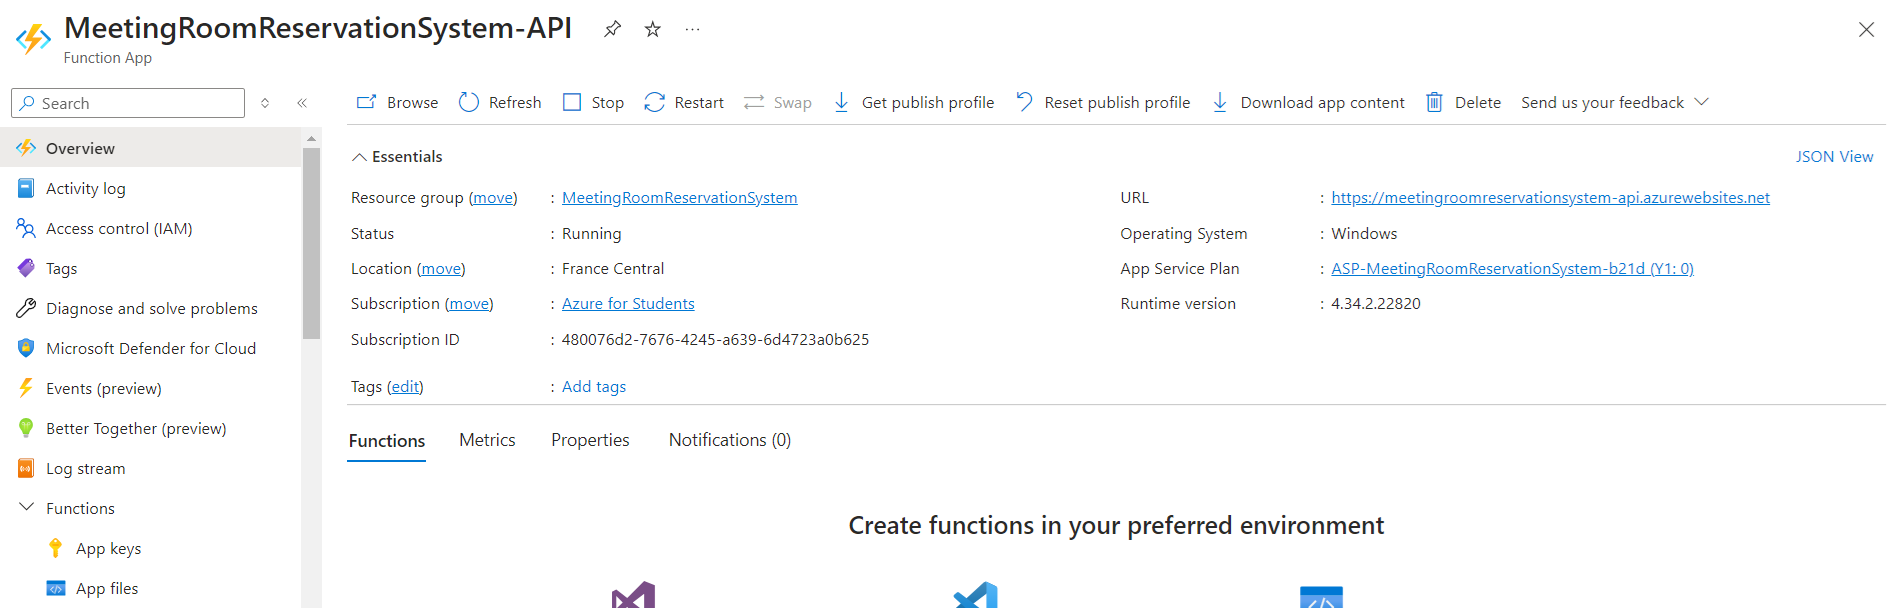 MeetingRoomReservationSystem-API
Function App
Search
Browse Refresh Stop Restart Swap Get publish profile Reset publish profile Download app content Delete Send us your feedback
Overview
Activity log
Access control (IAM)
Tags
Diagnose and solve problems
Microsoft Defender for Cloud
Events (preview)
Better Together (preview)
Log stream
Functions
App keys
App files
Essentials
JSON View
Resource group (move) : MeetingRoomReservationSystem
Status : Running
Location (move) : France Central
Subscription (move) : Azure for Students
Subscription ID : 480076d2-7676-4245-a639-6d4723a0b625
Tags (edit) : Add tags
URL : https://meetingroomreservationsystem-api.azurewebsites.net
Operating System : Windows
App Service Plan : ASP-MeetingRoomReservationSystem-b21d (Y1: 0)
Runtime version : 4.34.2.22820
Functions Metrics Properties Notifications (0)
Create functions in your preferred environment